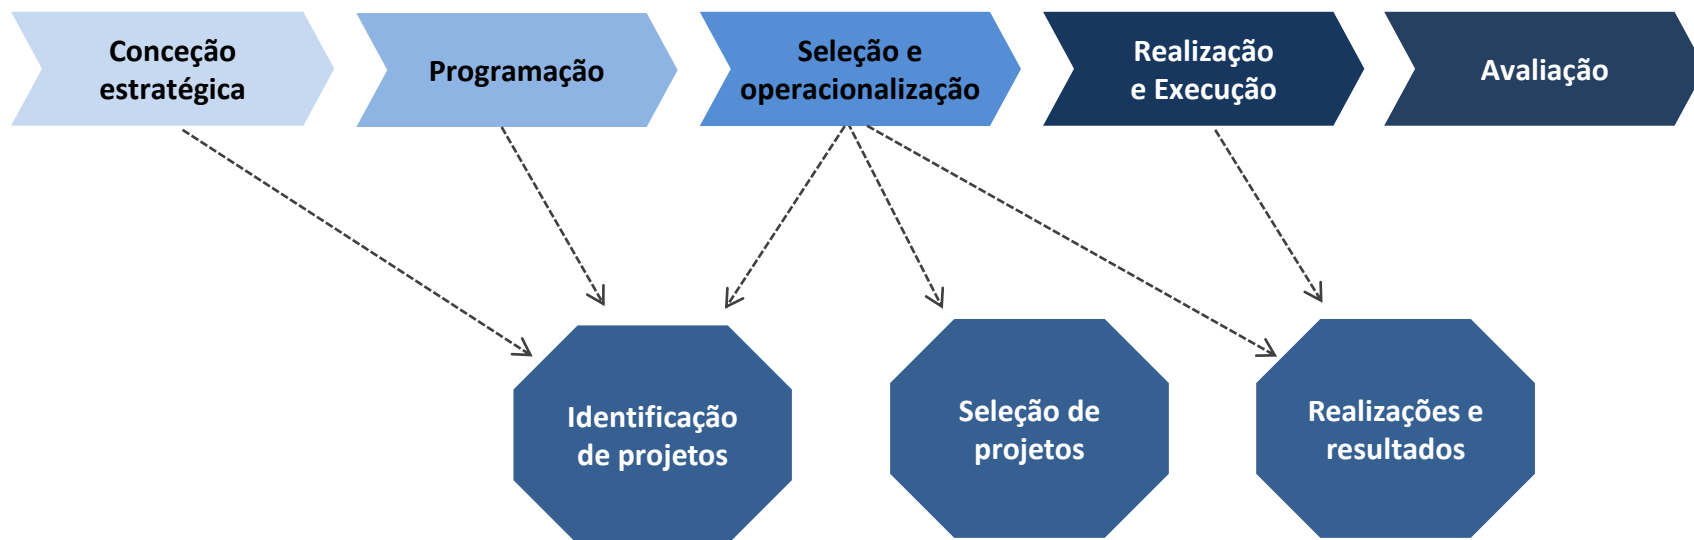 Conceção
estratégica
Programação
Seleção e
operacionalização
Realização
e Execução
Avaliação
Identificação
de projetos
Seleção de
projetos
Realizações e
resultados